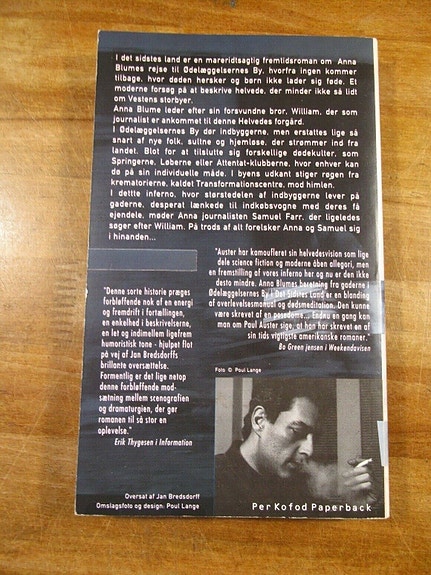 I det sidstes land er en mareridtsagtig fremtidsroman om Anna
Blumes rejse til Ødelæggelsernes By, hvorfra ingen kommer
tilbage, hvor døden hersker og børn ikke lader sig føde. Et
moderne forsøg på at beskrive helvede, der minder ikke så lidt
om Vestens storbyer.
Anna Blume leder efter sin forsvundne bror, William, der som
journalist er ankommet til denne Helvedes forgård.
I Ødelæggelsernes By dør indbyggerne, men erstattes lige så
snart af nye folk, sultne og hjemløse, der strømmer ind fra
landet. Blot for at tilslutte sig forskellige dødekulter, som
Springerne, Løberne eller Attentat-klubberne, hvor enhver kan
dø på sin individuelle måde. I byens udkant stiger røgen fra
krematorierne, kaldet Transformationscentre, mod himlen.
I dette inferno, hvor størstedelen af indbyggerne lever på
gaderne, desperat lænkede til indkøbsvogne med deres få
ejendele, møder Anna journalisten Samuel Farr, der ligeledes
søger efter William. På trods af alt forelsker Anna og Samuel sig
i hinanden...
"Auster har kamoufleret sin helvedesvision som lige
dele science fiction og moderne åben allegori, men
en fremstilling af vores inferno her og nu er den ikke
desto mindre. Anna Blumes beretning fra gaderne i
Ødelæggelsernes By i Det Sidstes Land er en blanding
af overlevelsesmanual og dødsmeditation. Den kunne
være skrevet af en pesedame... Endnu en gang kan
man om Paul Auster sige, at han har skrevet en af
sin tids vigtigste amerikanske romaner."
Bo Green Jensen i Weekendavisen
"Denne sorte historie præges
forbløffende nok af en energi
og fremdrift i fortællingen,
en enkelhed i beskrivelserne,
en let og indimellem ligefrem
humoristisk tone - hjulpet flot
på vej af Jan Bredsdorffs
brillante oversættelse.
Formentlig er det lige netop
denne forbløffende mod-
sætning mellem scenografien
og dramaturgien, der gør
romanen til så stor en
oplevelse."
Erik Thygesen i Information
Foto © Poul Lange
Oversat af Jan Bredsdorff
Omslagsfoto og design: Poul Lange
Per Kofod Paperback